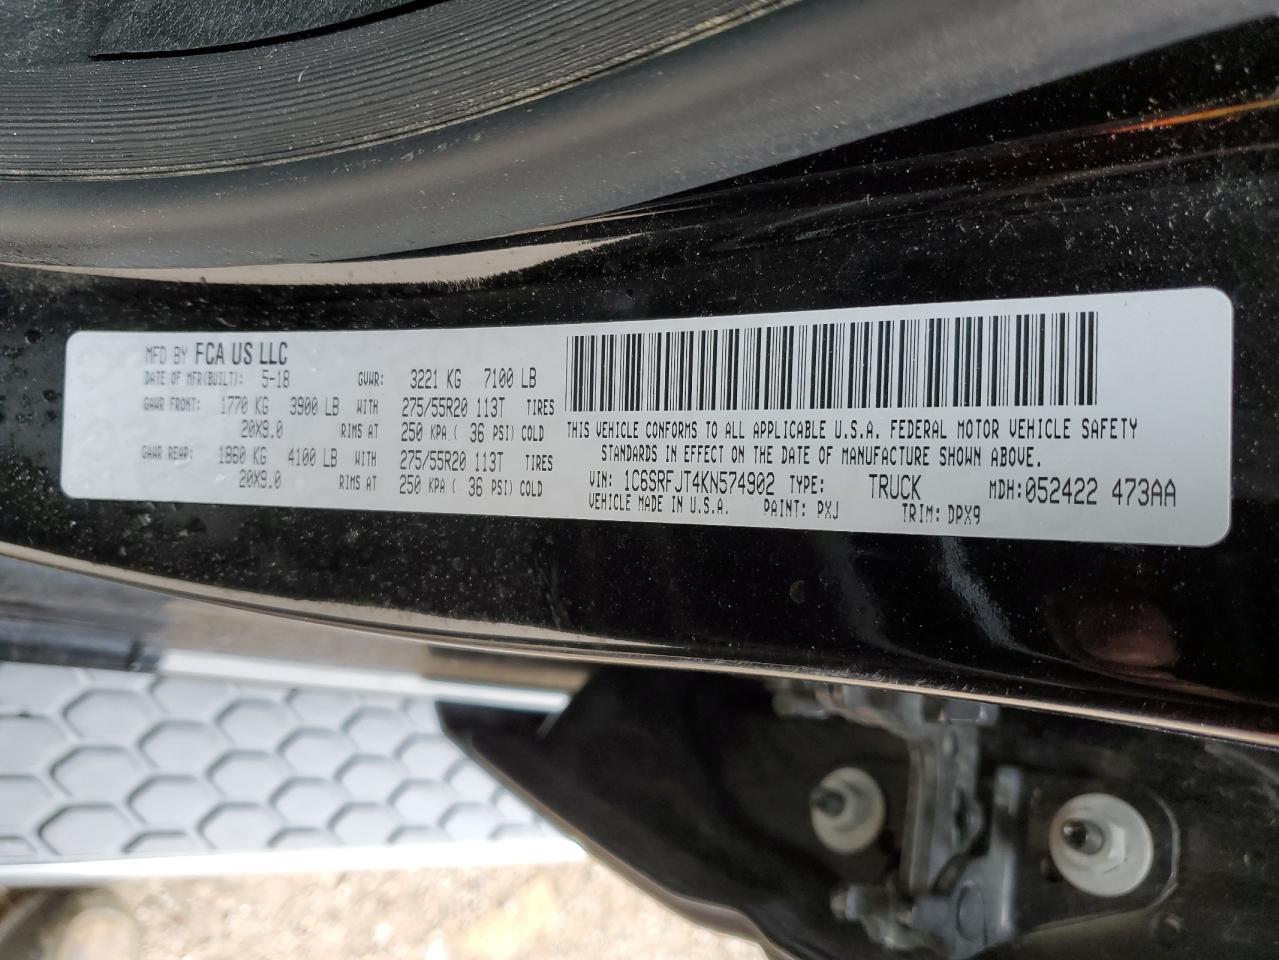 MFD BY FCA US LLC
DATE OF MFR(BUILT): 5-18 GVWR: 3221 KG 7100 LB
GAWR FRONT: 1770 KG 3900 LB WITH 275/55R20 113T TIRES
20X9.0 RIMS AT 250 KPA ( 36 PSI) COLD
GAWR REAR: 1860 KG 4100 LB WITH 275/55R20 113T TIRES
20X9.0 RIMS AT 250 KPA ( 36 PSI) COLD
THIS VEHICLE CONFORMS TO ALL APPLICABLE U.S.A. FEDERAL MOTOR VEHICLE SAFETY
STANDARDS IN EFFECT ON THE DATE OF MANUFACTURE SHOWN ABOVE.
VIN: 1C6SRFJT4KN574902 TYPE: TRUCK MDH:052422 473AA
VEHICLE MADE IN U.S.A. PAINT: PXJ TRIM: DPX9